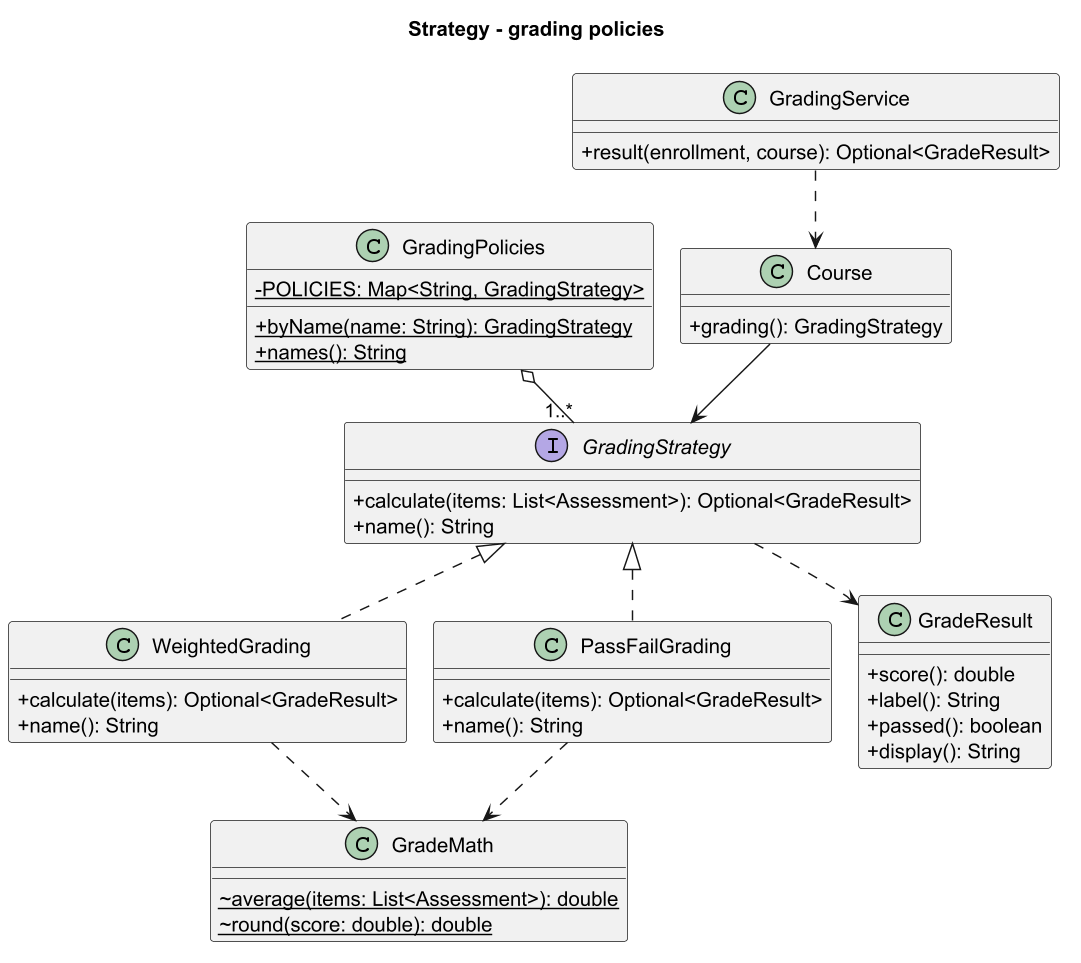 Strategy - grading policies
C GradingService
+result(enrollment, course): Optional<GradeResult>
C GradingPolicies
-POLICIES: Map<String, GradingStrategy>
+byName(name: String): GradingStrategy
+names(): String
C Course
+grading(): GradingStrategy
1..*
I GradingStrategy
+calculate(items: List<Assessment>): Optional<GradeResult>
+name(): String
C WeightedGrading
+calculate(items): Optional<GradeResult>
+name(): String
C PassFailGrading
+calculate(items): Optional<GradeResult>
+name(): String
C GradeResult
+score(): double
+label(): String
+passed(): boolean
+display(): String
C GradeMath
~average(items: List<Assessment>): double
~round(score: double): double